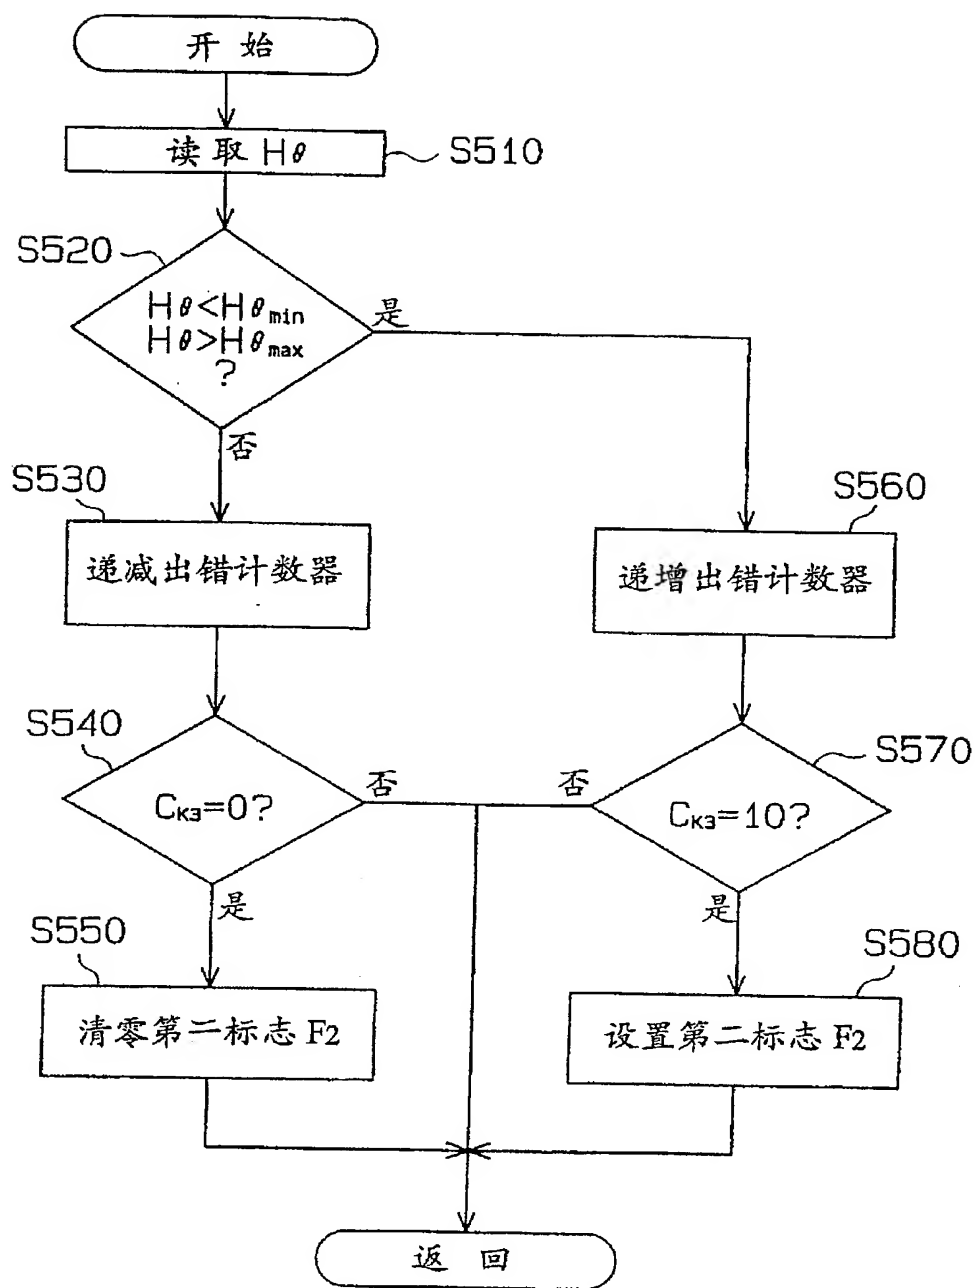 开始
读取 Hθ
S510
S520
Hθ<Hθmin
Hθ>Hθmax
?
是
否
S530
递减出错计数器
S560
递增出错计数器
S540
CK3=0?
否
是
S570
CK3=10?
否
是
S550
清零第二标志 F2
S580
设置第二标志 F2
返回